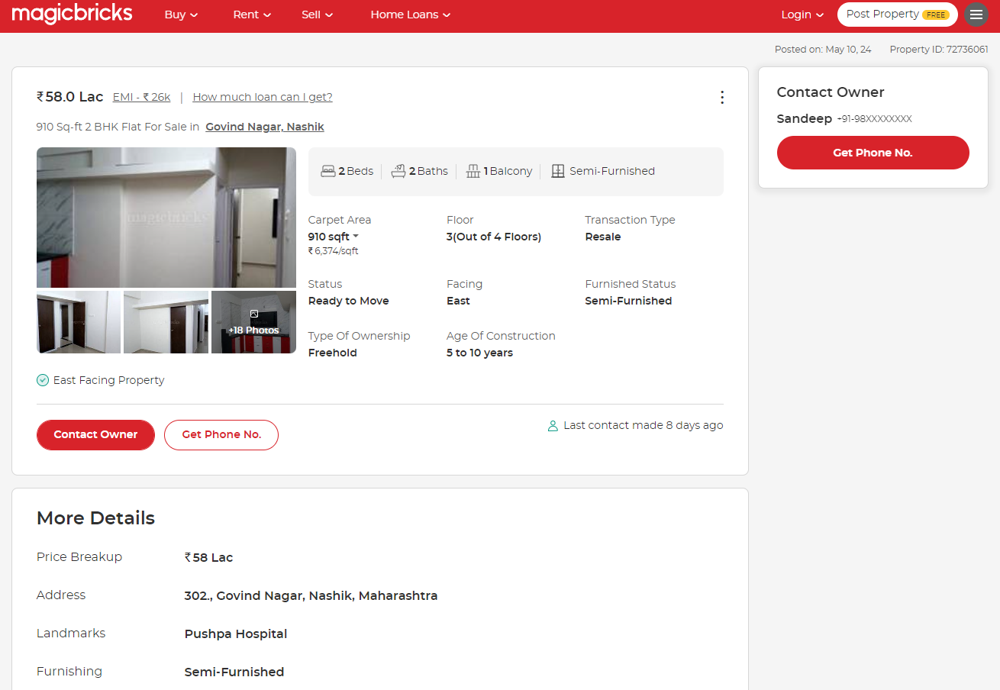 magicbricks
Buy Rent Sell Home Loans Login Post Property FREE
Posted on: May 10, 24 Property ID: 72736061
₹58.0 Lac EMI - ₹ 26k | How much loan can I get?
910 Sq-ft 2 BHK Flat For Sale in Govind Nagar, Nashik
magicbricks
+18 Photos
2 Beds 2 Baths 1 Balcony Semi-Furnished
Carpet Area
910 sqft
₹ 6,374/sqft
Floor
3(Out of 4 Floors)
Transaction Type
Resale
Status
Ready to Move
Facing
East
Furnished Status
Semi-Furnished
Type Of Ownership
Freehold
Age Of Construction
5 to 10 years
East Facing Property
Contact Owner
Get Phone No.
Last contact made 8 days ago
Contact Owner
Sandeep +91-98XXXXXXXX
Get Phone No.
More Details
Price Breakup ₹58 Lac
Address 302., Govind Nagar, Nashik, Maharashtra
Landmarks Pushpa Hospital
Furnishing Semi-Furnished